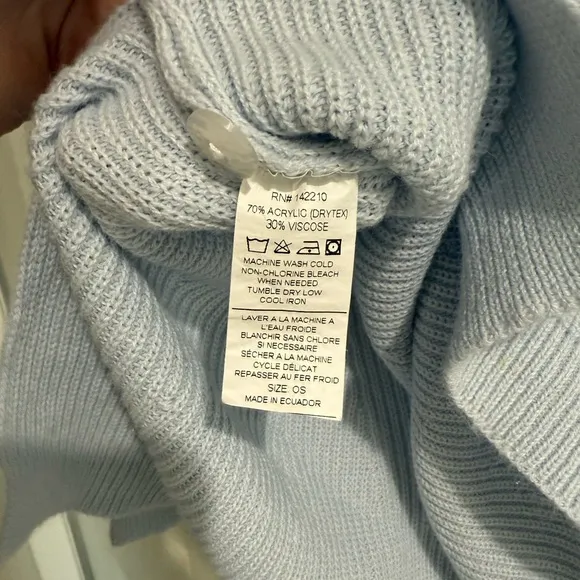 RN# 142210
70% ACRYLIC (DRYTEX)
30% VISCOSE
MACHINE WASH COLD
NON-CHLORINE BLEACH
WHEN NEEDED
TUMBLE DRY LOW
COOL IRON
LAVER A LA MACHINE A
L'EAU FROIDE
BLANCHIR SANS CHLORE
SI NECESSAIRE
SÉCHER A LA MACHINE
CYCLE DÉLICAT
REPASSER AU FER FROID
SIZE: OS
MADE IN ECUADOR